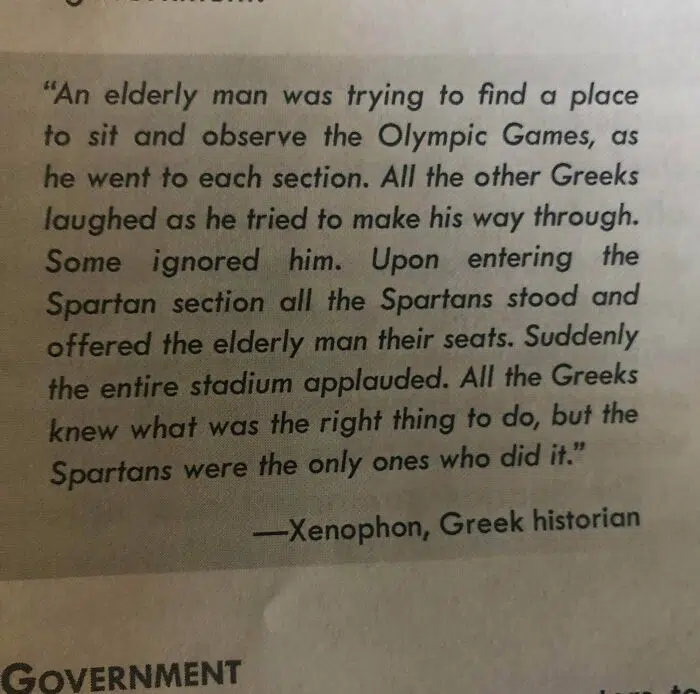 “An elderly man was trying to find a place
to sit and observe the Olympic Games, as
he went to each section. All the other Greeks
laughed as he tried to make his way through.
Some ignored him. Upon entering the
Spartan section all the Spartans stood and
offered the elderly man their seats. Suddenly
the entire stadium applauded. All the Greeks
knew what was the right thing to do, but the
Spartans were the only ones who did it.”
—Xenophon, Greek historian
GOVERNMENT